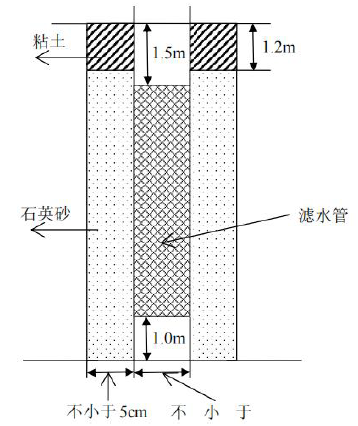 粘土
1.5m
1.2m
石英砂
滤水管
1.0m
不小于5cm
不 小 于